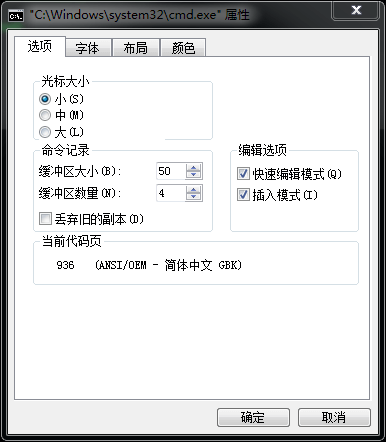 "C:\Windows\system32\cmd.exe" 属性
选项 字体 布局 颜色
光标大小
小(S)
中(M)
大(L)
命令记录
缓冲区大小(B): 50
缓冲区数量(N): 4
丢弃旧的副本(D)
编辑选项
快速编辑模式(Q)
插入模式(I)
当前代码页
936 (ANSI/OEM - 简体中文 GBK)
确定 取消